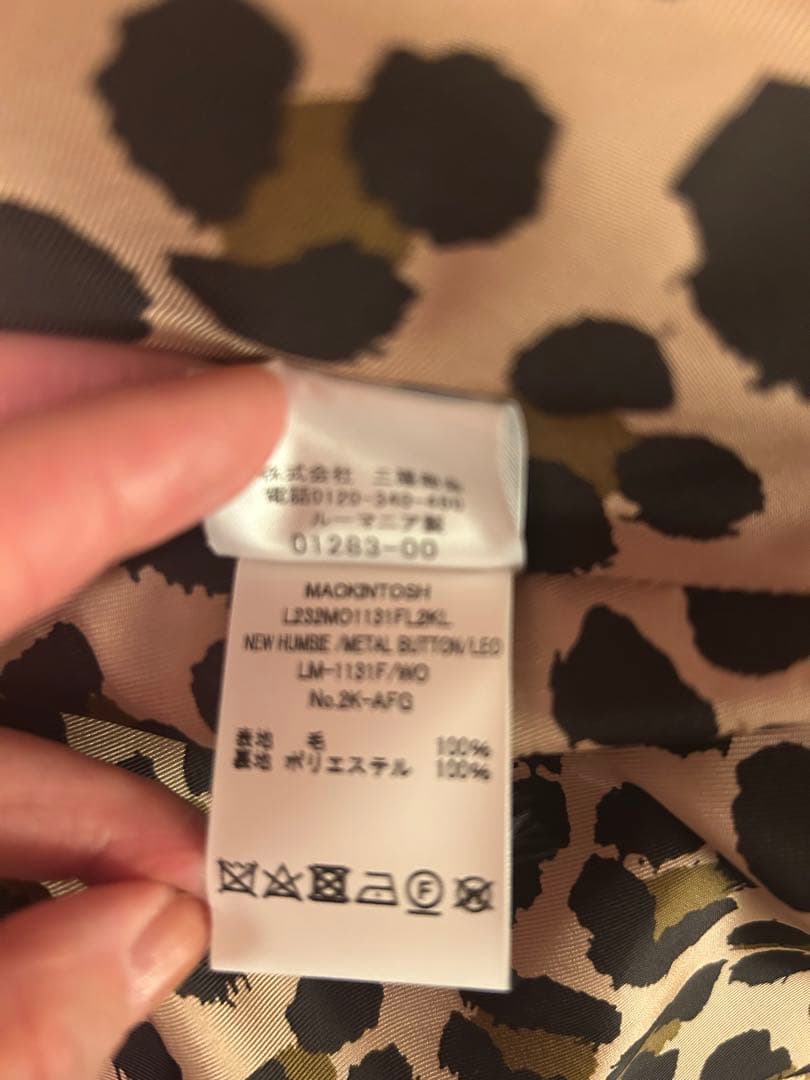 株式会社 三陽商会
電話0120-340-460
ルーマニア製
01283-00
MACKINTOSH
L232MO1131FL2KL
NEW HUMBIE /METAL BUTTON/LEO
LM-1131F/WO
No.2K-AFG
表地 毛 100%
裏地 ポリエステル 100%
F